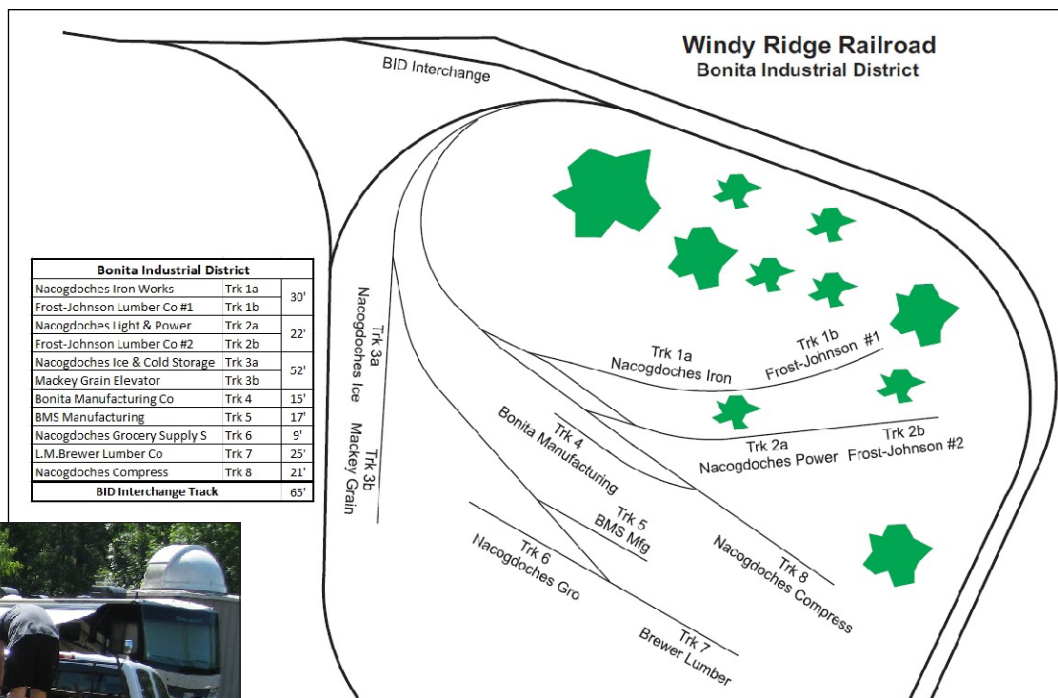 Windy Ridge Railroad
Bonita Industrial District
BID Interchange
Bonita Industrial District
Nacogdoches Iron Works Trk 1a 30'
Frost-Johnson Lumber Co #1 Trk 1b
Nacogdoches Light & Power Trk 2a 22'
Frost-Johnson Lumber Co #2 Trk 2b
Nacogdoches Ice & Cold Storage Trk 3a 52'
Mackey Grain Elevator Trk 3b
Bonita Manufacturing Co Trk 4 15'
BMS Manufacturing Trk 5 17'
Nacogdoches Grocery Supply S Trk 6 9'
L.M.Brewer Lumber Co Trk 7 25'
Nacogdoches Compress Trk 8 21'
BID Interchange Track 65'
Trk 3a
Nacogdoches Ice
Trk 3b
Mackey Grain
Trk 1a
Nacogdoches Iron
Trk 1b
Frost-Johnson #1
Trk 2a
Nacogdoches Power
Trk 2b
Frost-Johnson #2
Trk 4
Bonita Manufacturing
Trk 5
BMS Mfg
Trk 6
Nacogdoches Gro
Trk 8
Nacogdoches Compress
Trk 7
Brewer Lumber